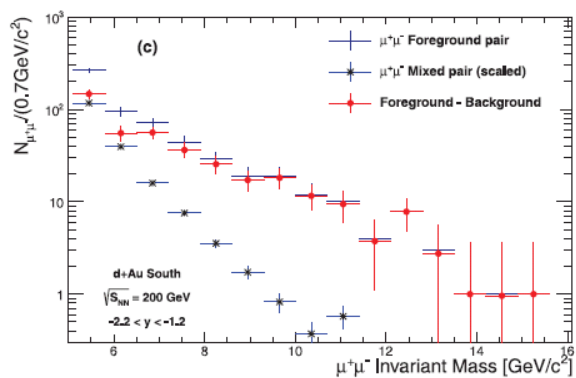 10³
10²
10
1
N_μ⁺μ⁻/(0.7GeV/c²)
(c)
μ⁺μ⁻ Foreground pair
μ⁺μ⁻ Mixed pair (scaled)
Foreground - Background
d+Au South
√S_NN = 200 GeV
-2.2 < y < -1.2
6 8 10 12 14 16
μ⁺μ⁻ Invariant Mass [GeV/c²]